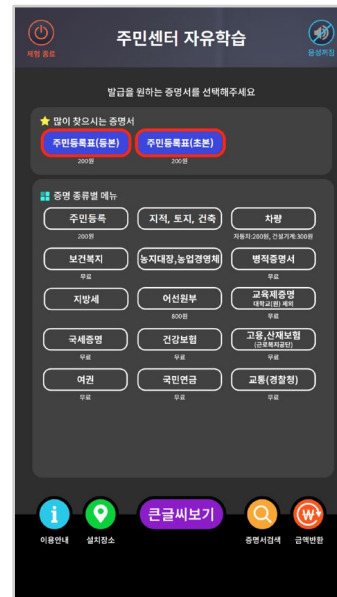 주민센터 자유학습
체험 종료
음성꺼짐
발급을 원하는 증명서를 선택해주세요
많이 찾으시는 증명서
주민등록표(등본) 주민등록표(초본)
200원 200원
증명 종류별 메뉴
주민등록 지적, 토지, 건축 차량
200원 자동차:200원, 건설기계:300원
보건복지 농지대장,농업경영체 병적증명서
무료 무료
지방세 어선원부 교육제증명
대학교(원) 제외
800원 무료
국세증명 건강보험 고용,산재보험
(근로복지공단)
무료 무료 무료
여권 국민연금 교통(경찰청)
무료 무료 무료
i 큰글씨보기 ₩
이용안내 설치장소 증명서검색 금액반환